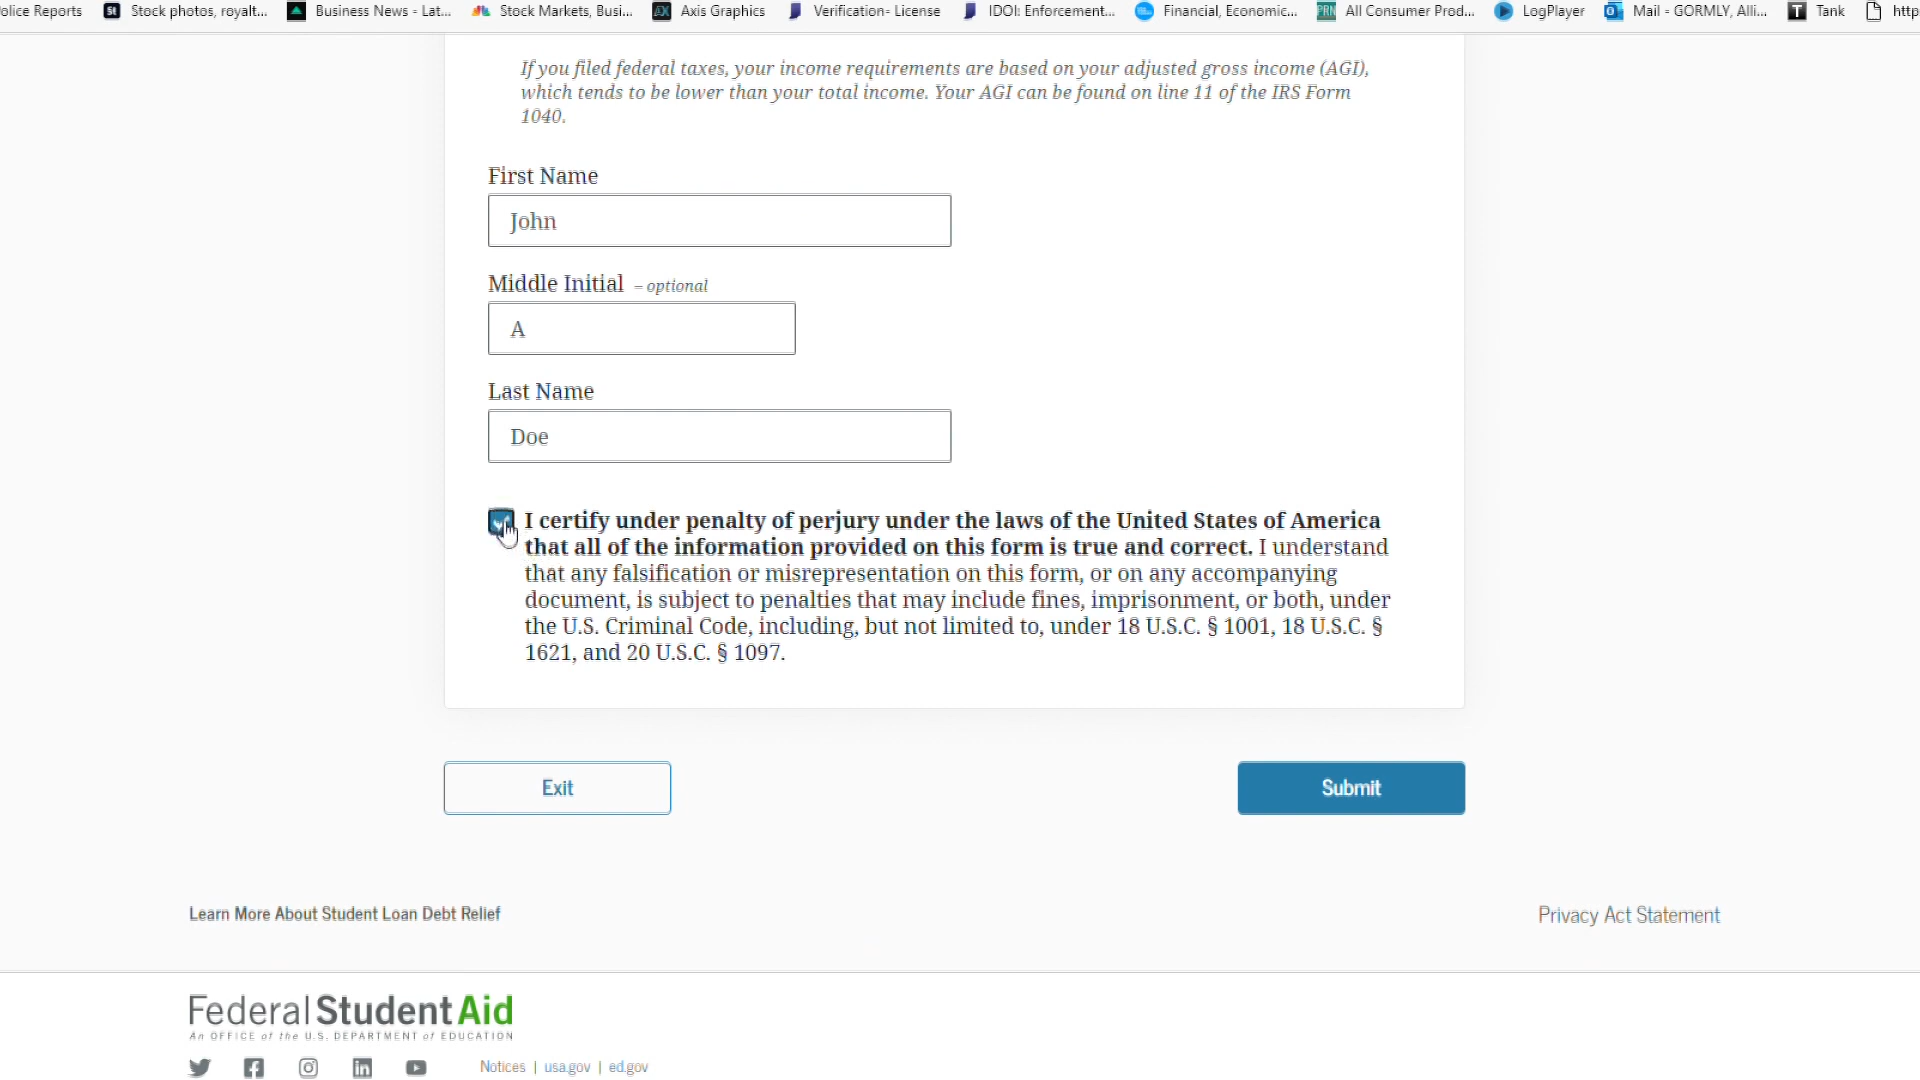 olice Reports St Stock photos, royalt... Business News - Lat... Stock Markets, Busi... AX Axis Graphics Verification- License IDOI: Enforcement... Financial, Economic... PRN All Consumer Prod... LogPlayer Mail - GORMLY, Alli... T Tank http
If you filed federal taxes, your income requirements are based on your adjusted gross income (AGI),
which tends to be lower than your total income. Your AGI can be found on line 11 of the IRS Form
1040.
First Name
John
Middle Initial – optional
A
Last Name
Doe
I certify under penalty of perjury under the laws of the United States of America
that all of the information provided on this form is true and correct. I understand
that any falsification or misrepresentation on this form, or on any accompanying
document, is subject to penalties that may include fines, imprisonment, or both, under
the U.S. Criminal Code, including, but not limited to, under 18 U.S.C. § 1001, 18 U.S.C. §
1621, and 20 U.S.C. § 1097.
Exit Submit
Learn More About Student Loan Debt Relief Privacy Act Statement
Federal Student Aid
An OFFICE of the U.S. DEPARTMENT of EDUCATION
Notices | usa.gov | ed.gov